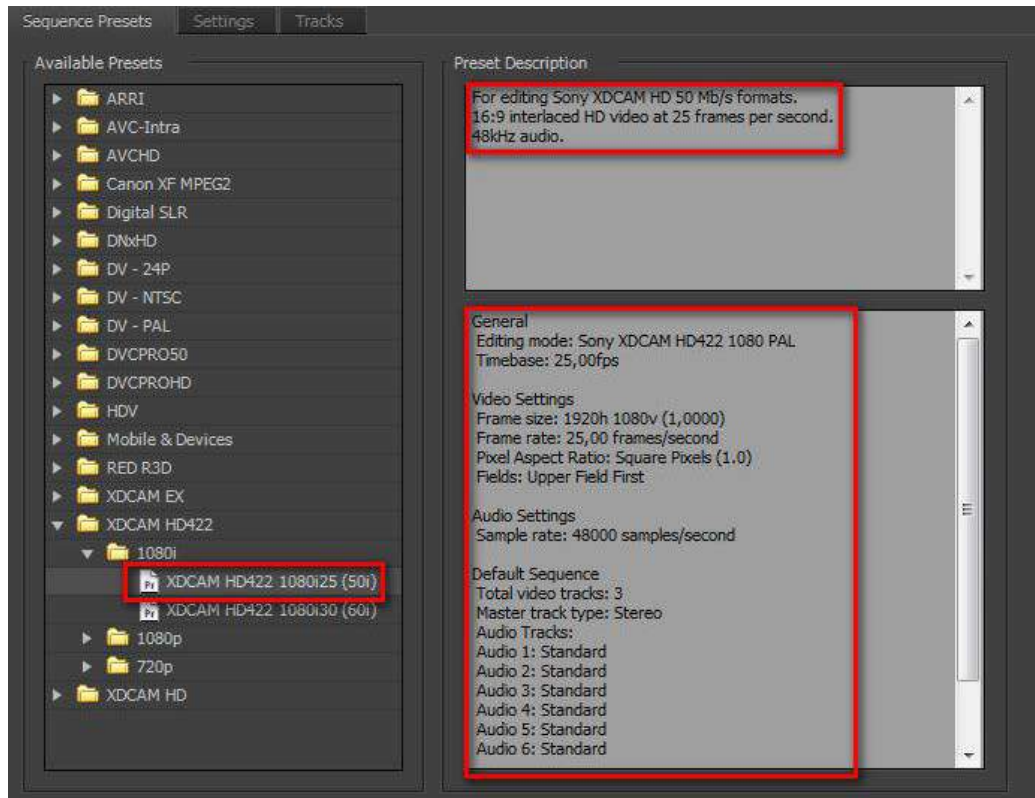 Sequence Presets
Settings
Tracks
Available Presets
ARRI
AVC-Intra
AVCHD
Canon XF MPEG2
Digital SLR
DNxHD
DV - 24P
DV - NTSC
DV - PAL
DVCPRO50
DVCPROHD
HDV
Mobile & Devices
RED R3D
XDCAM EX
XDCAM HD422
1080i
Pr XDCAM HD422 1080i25 (50i)
Pr XDCAM HD422 1080i30 (60i)
1080p
720p
XDCAM HD
Preset Description
For editing Sony XDCAM HD 50 Mb/s formats.
16:9 interlaced HD video at 25 frames per second.
48kHz audio.
General
Editing mode: Sony XDCAM HD422 1080 PAL
Timebase: 25,00fps
Video Settings
Frame size: 1920h 1080v (1,0000)
Frame rate: 25,00 frames/second
Pixel Aspect Ratio: Square Pixels (1.0)
Fields: Upper Field First
Audio Settings
Sample rate: 48000 samples/second
Default Sequence
Total video tracks: 3
Master track type: Stereo
Audio Tracks:
Audio 1: Standard
Audio 2: Standard
Audio 3: Standard
Audio 4: Standard
Audio 5: Standard
Audio 6: Standard